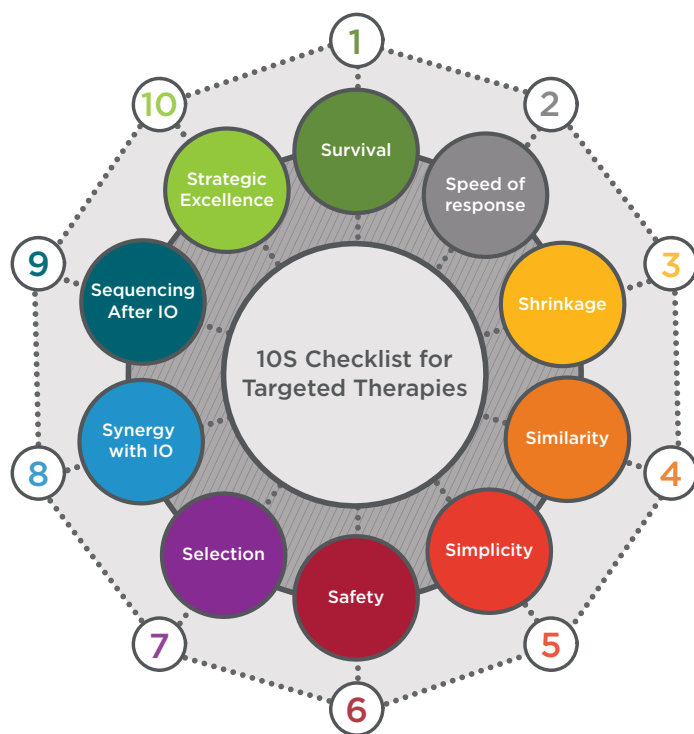 1
Survival
2
Speed of
response
3
Shrinkage
4
Similarity
5
Simplicity
6
Safety
7
Selection
8
Synergy
with IO
9
Sequencing
After IO
10
Strategic
Excellence
10S Checklist for
Targeted Therapies